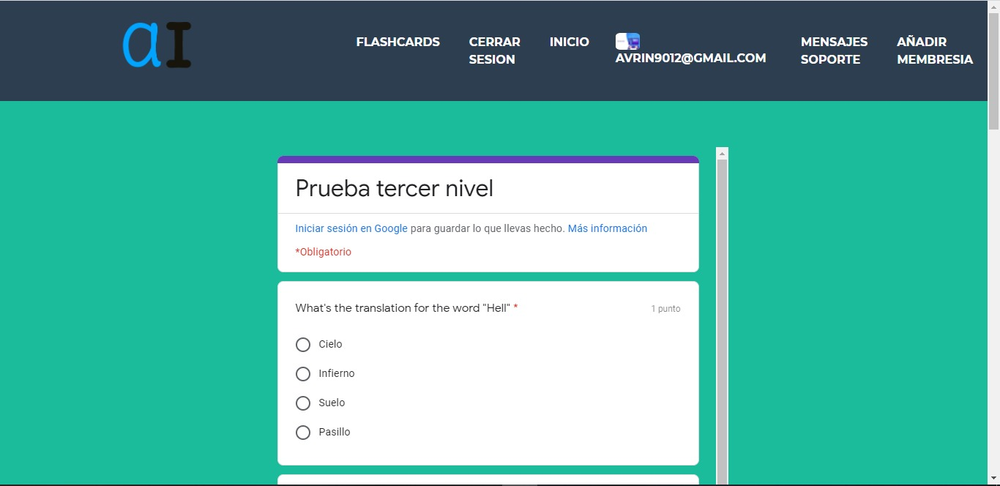 aI
FLASHCARDS
CERRAR
SESION
INICIO
AVRIN9012@GMAIL.COM
MENSAJES
SOPORTE
AÑADIR
MEMBRESIA
Prueba tercer nivel
Iniciar sesión en Google para guardar lo que llevas hecho. Más información
*Obligatorio
What's the translation for the word "Hell" * 1 punto
Cielo
Infierno
Suelo
Pasillo